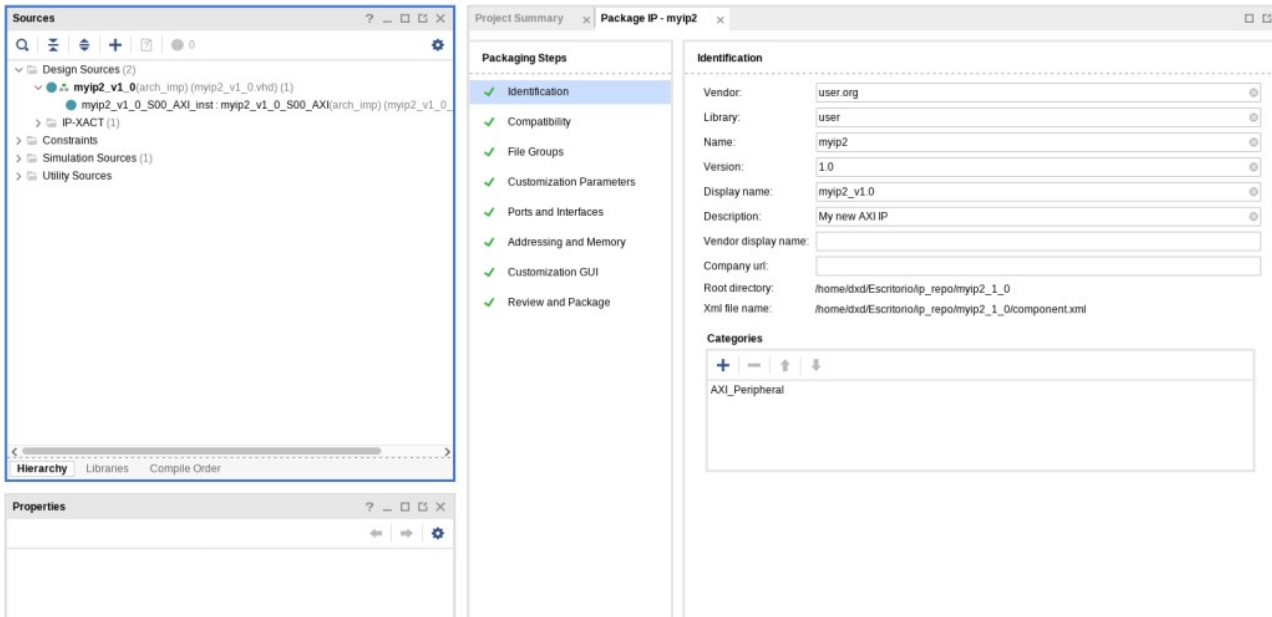 Sources
? _
0
Design Sources (2)
myip2_v1_0(arch_imp) (myip2_v1_0.vhd) (1)
myip2_v1_0_S00_AXI_inst : myip2_v1_0_S00_AXI(arch_imp) (myip2_v1_0_
IP-XACT (1)
Constraints
Simulation Sources (1)
Utility Sources
Hierarchy Libraries Compile Order
Properties
? _
Project Summary Package IP - myip2
Packaging Steps
Identification
Compatibility
File Groups
Customization Parameters
Ports and Interfaces
Addressing and Memory
Customization GUI
Review and Package
Identification
Vendor: user.org
Library: user
Name: myip2
Version: 1.0
Display name: myip2_v1.0
Description: My new AXI IP
Vendor display name:
Company url:
Root directory: /home/dxd/Escritorio/ip_repo/myip2_1_0
Xml file name: /home/dxd/Escritorio/ip_repo/myip2_1_0/component.xml
Categories
AXI_Peripheral